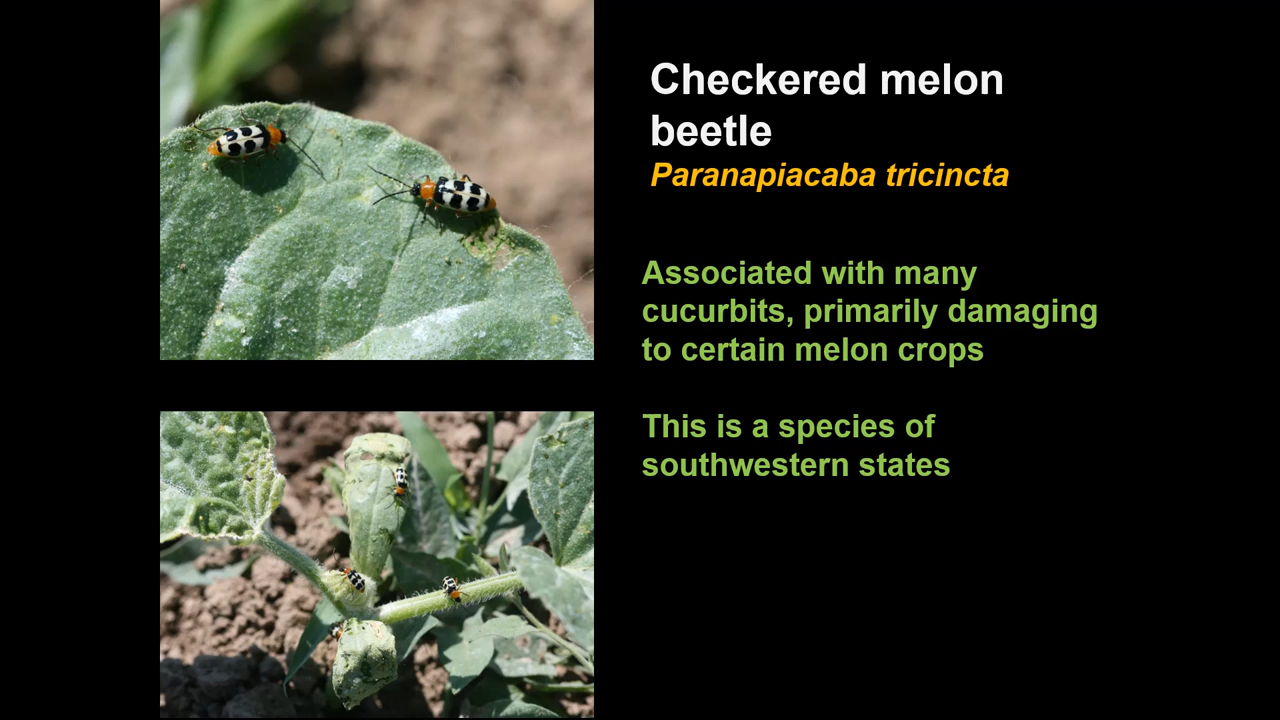 Checkered melon
beetle
Paranapiacaba tricincta
Associated with many
cucurbits, primarily damaging
to certain melon crops
This is a species of
southwestern states